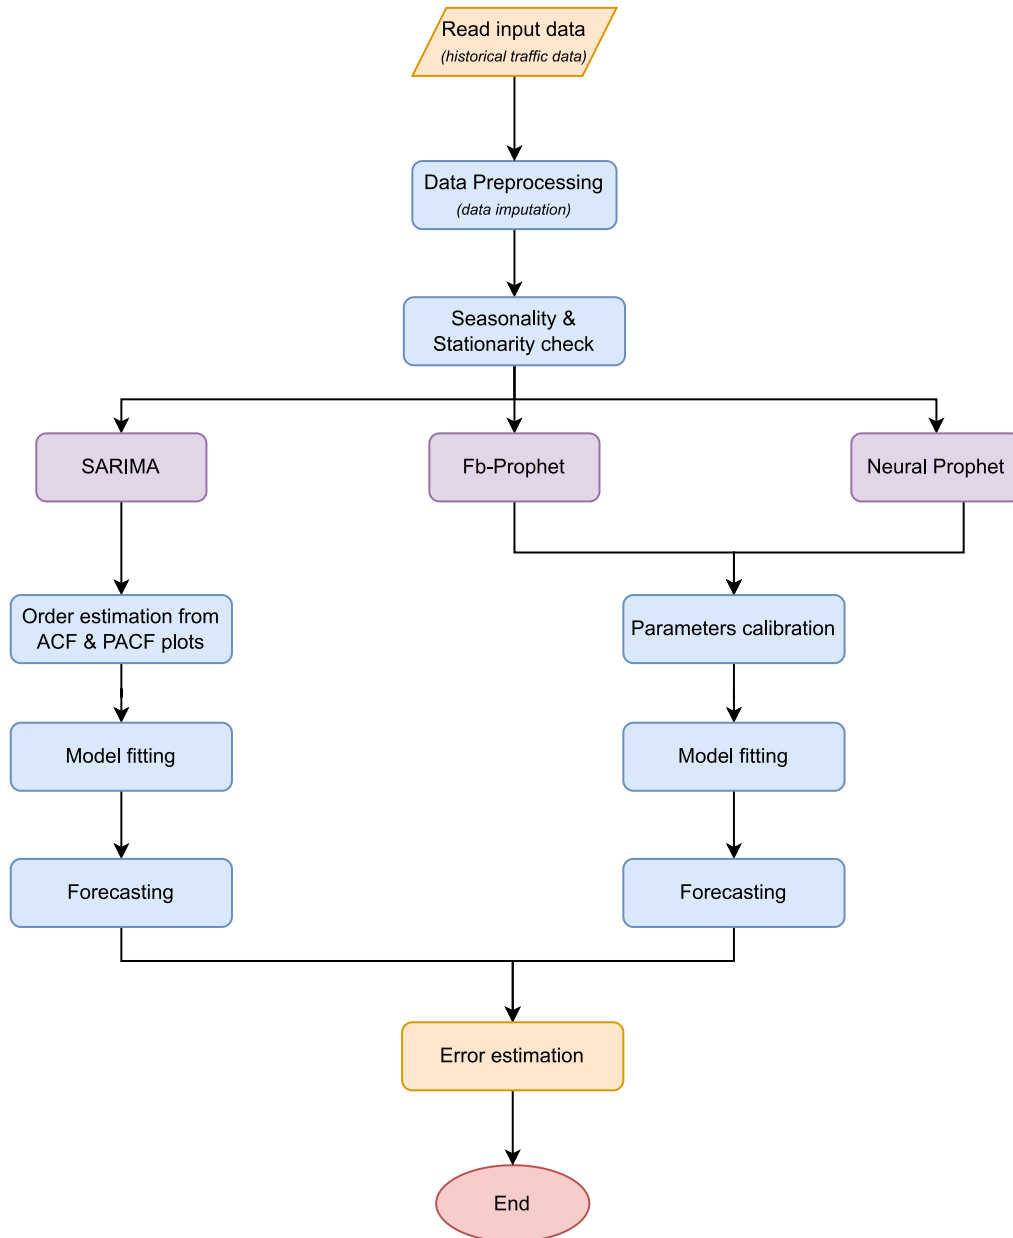 Read input data
(historical traffic data)
Data Preprocessing
(data imputation)
Seasonality &
Stationarity check
SARIMA
Fb-Prophet
Neural Prophet
Order estimation from
ACF & PACF plots
Parameters calibration
Model fitting
Model fitting
Forecasting
Forecasting
Error estimation
End